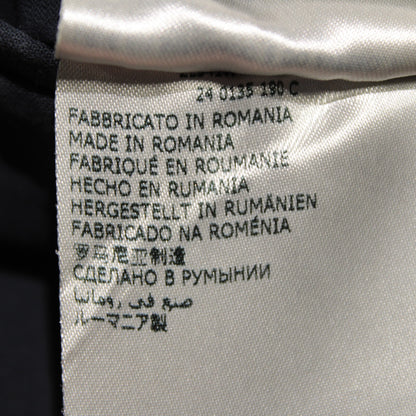 24 0135 190 C
FABBRICATO IN ROMANIA
MADE IN ROMANIA
FABRIQUÉ EN ROUMANIE
HECHO EN RUMANIA
HERGESTELLT IN RUMÄNIEN
FABRICADO NA ROMÉNIA
罗马尼亚制造
СДЕЛАНО В РУМЫНИИ
صنع في رومانيا
ルーマニア製